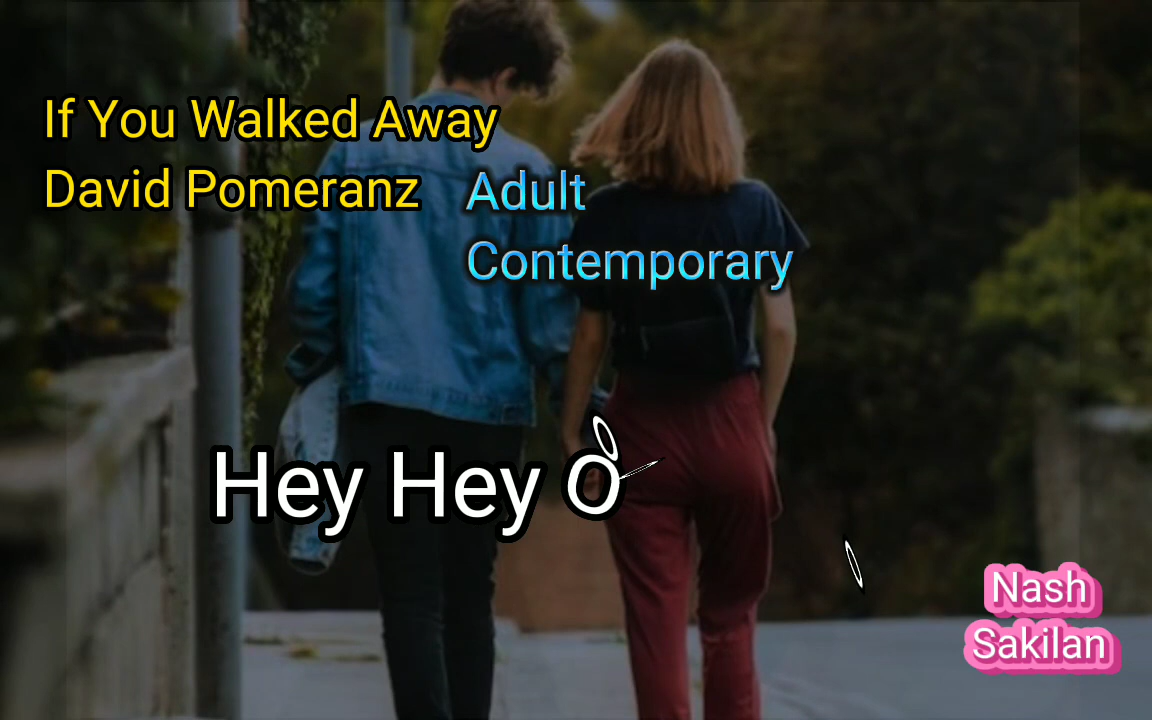 If You Walked Away
David Pomeranz
Adult
Contemporary
Hey Hey O
Nash
Sakilan